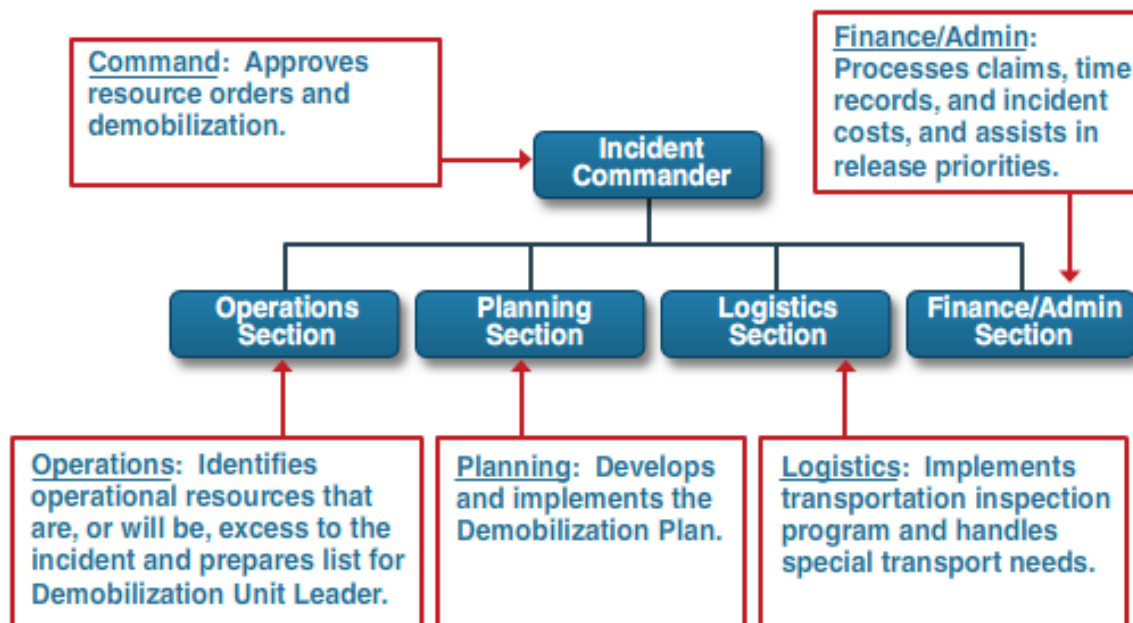 Command: Approves
resource orders and
demobilization.
Finance/Admin:
Processes claims, time
records, and incident
costs, and assists in
release priorities.
Incident
Commander
Operations
Section
Planning
Section
Logistics
Section
Finance/Admin
Section
Operations: Identifies
operational resources that
are, or will be, excess to the
incident and prepares list for
Demobilization Unit Leader.
Planning: Develops
and implements the
Demobilization Plan.
Logistics: Implements
transportation inspection
program and handles
special transport needs.